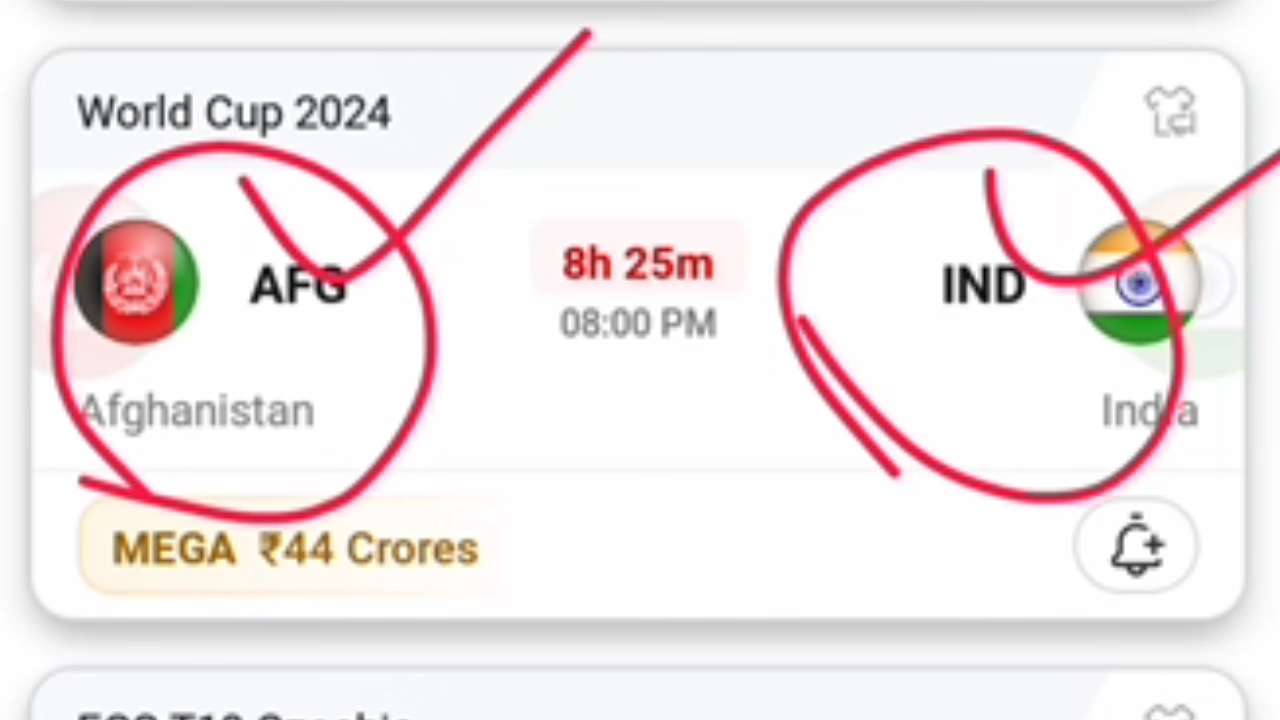 World Cup 2024
AFG
8h 25m
IND
08:00 PM
Afghanistan
India
MEGA ₹44 Crores